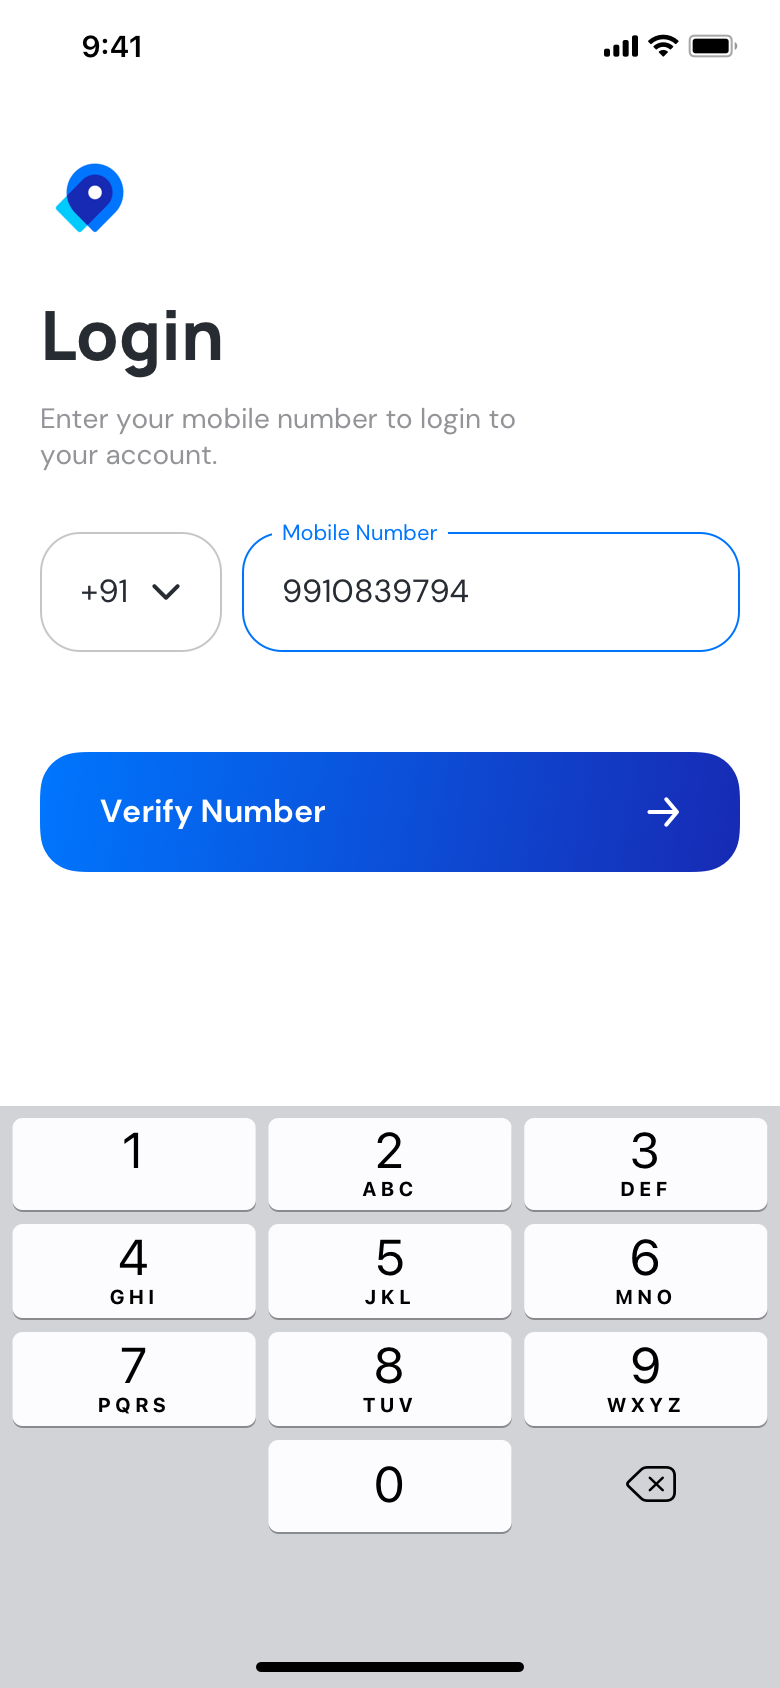 9:41
Login
Enter your mobile number to login to
your account.
Mobile Number
+91 9910839794
Verify Number
1 2 3
ABC DEF
4 5 6
GHI JKL MNO
7 8 9
PQRS TUV WXYZ
0